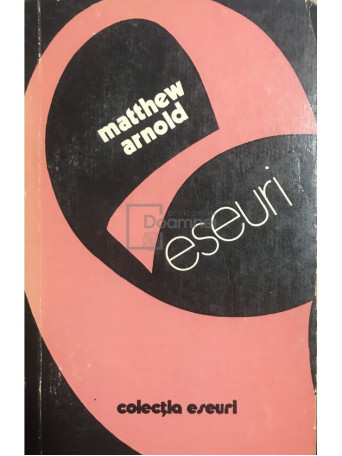 matthew
arnold
eseuri
colecția eseuri